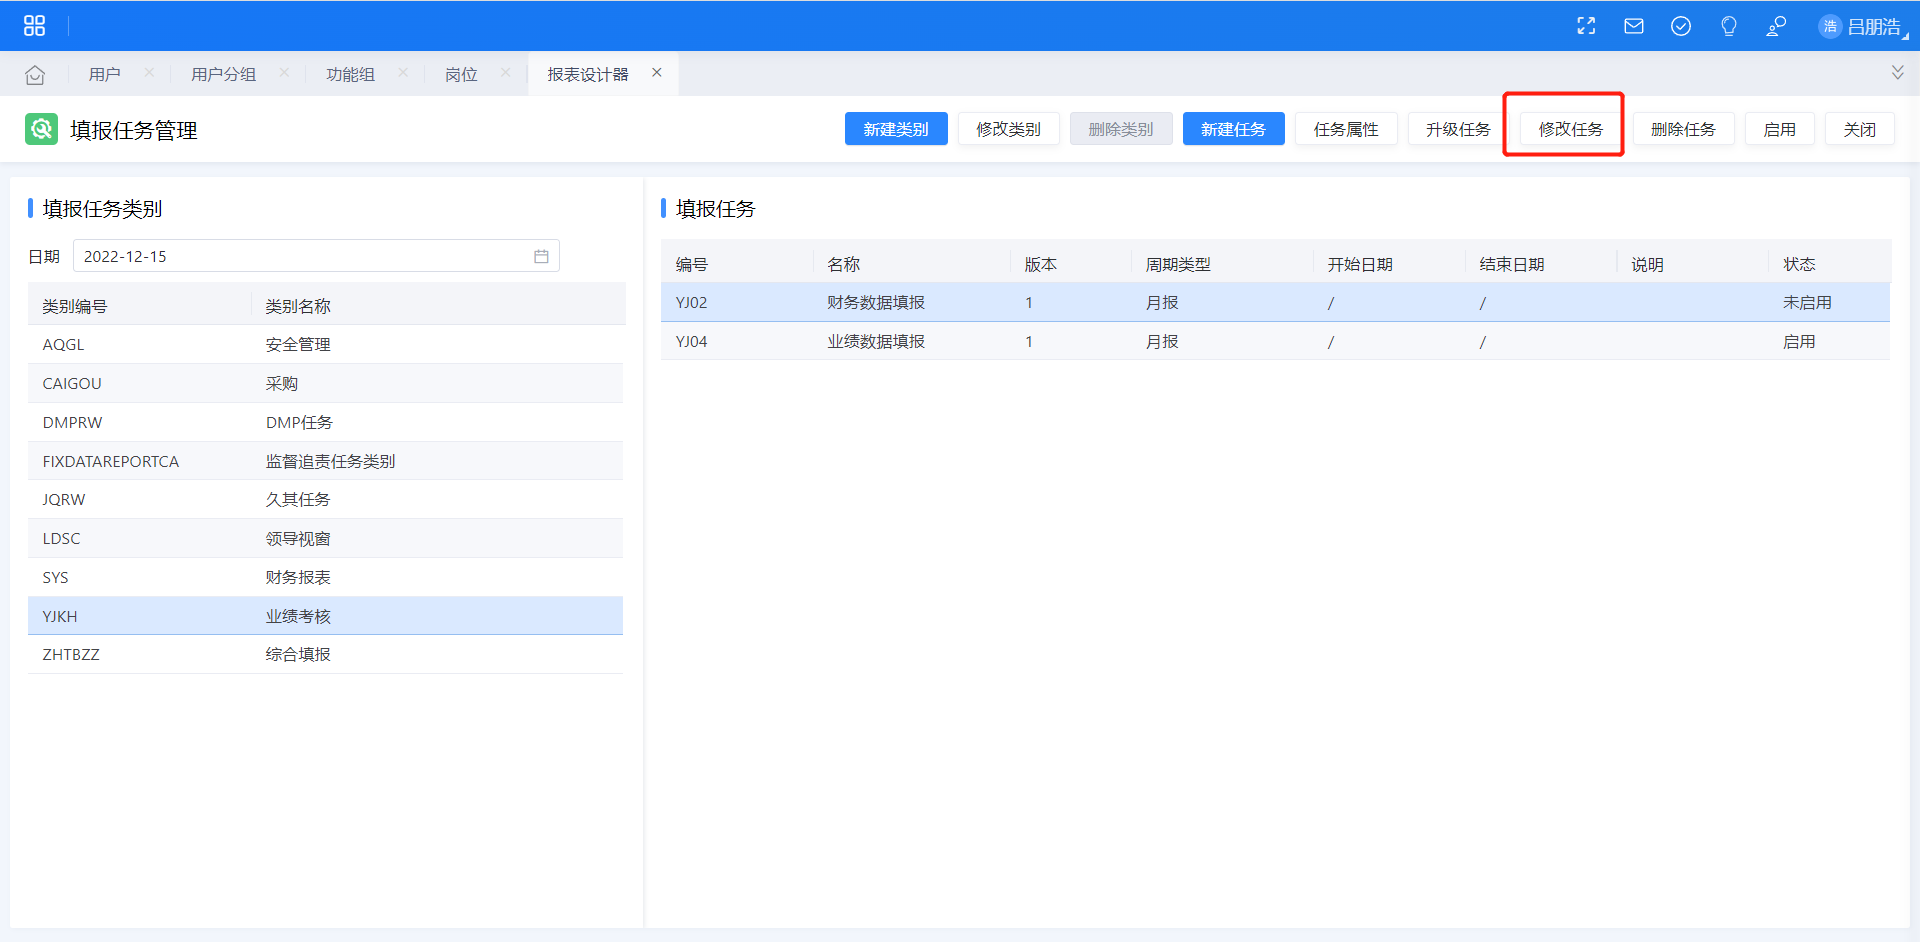 浩 吕朋浩
用户 用户分组 功能组 岗位 报表设计器
填报任务管理 新建类别 修改类别 删除类别 新建任务 任务属性 升级任务 修改任务 删除任务 启用 关闭
填报任务类别
日期 2022-12-15
类别编号 类别名称
AQGL 安全管理
CAIGOU 采购
DMPRW DMP任务
FIXDATAREPORTCA 监督追责任务类别
JQRW 久其任务
LDSC 领导视窗
SYS 财务报表
YJKH 业绩考核
ZHTBZZ 综合填报
填报任务
编号 名称 版本 周期类型 开始日期 结束日期 说明 状态
YJ02 财务数据填报 1 月报 / / 未启用
YJ04 业绩数据填报 1 月报 / / 启用